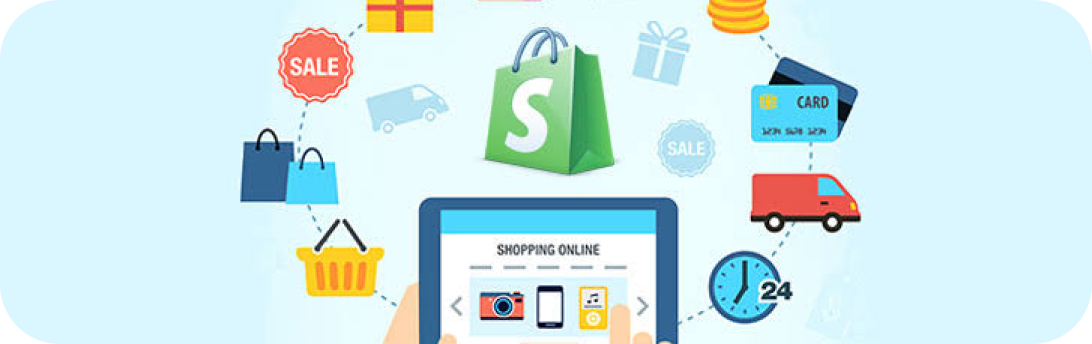 SALE
S
CARD
1234 5678 1234
SALE
SHOPPING ONLINE
24